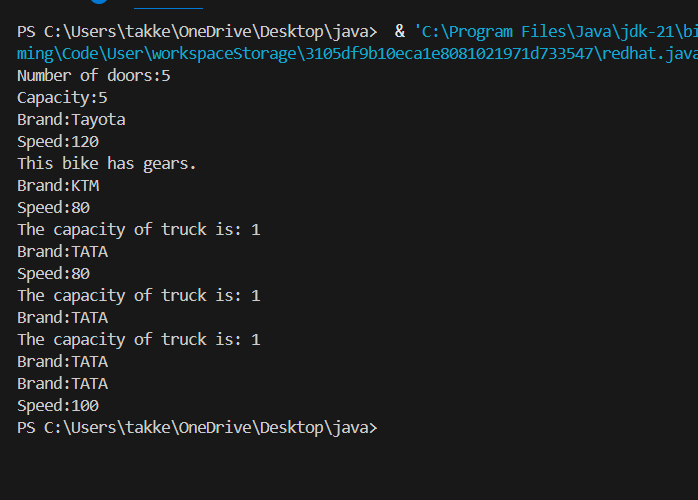 PS C:\Users\takke\OneDrive\Desktop\java>  & 'C:\Program Files\Java\jdk-21\bi
ming\Code\User\workspaceStorage\3105df9b10eca1e8081021971d733547\redhat.java
Number of doors:5
Capacity:5
Brand:Tayota
Speed:120
This bike has gears.
Brand:KTM
Speed:80
The capacity of truck is: 1
Brand:TATA
Speed:80
The capacity of truck is: 1
Brand:TATA
The capacity of truck is: 1
Brand:TATA
Brand:TATA
Speed:100
PS C:\Users\takke\OneDrive\Desktop\java>